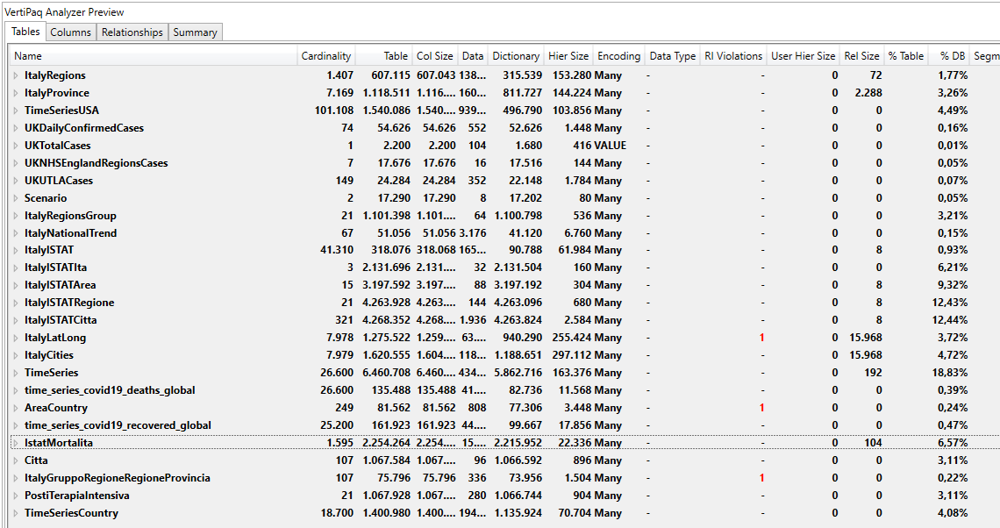 VertiPaq Analyzer Preview
Tables Columns Relationships Summary
Name Cardinality Table Col Size Data Dictionary Hier Size Encoding Data Type RI Violations User Hier Size Rel Size % Table % DB Segm
ItalyRegions 1.407 607.115 607.043 138... 315.539 153.280 Many - - 0 72 1,77%
ItalyProvince 7.169 1.118.511 1.116.... 160... 811.727 144.224 Many - - 0 2.288 3,26%
TimeSeriesUSA 101.108 1.540.086 1.540.... 939... 496.790 103.856 Many - - 0 0 4,49%
UKDailyConfirmedCases 74 54.626 54.626 552 52.626 1.448 Many - - 0 0 0,16%
UKTotalCases 1 2.200 2.200 104 1.680 416 VALUE - - 0 0 0,01%
UKNHSEnglandRegionsCases 7 17.676 17.676 16 17.516 144 Many - - 0 0 0,05%
UKUTLACases 149 24.284 24.284 352 22.148 1.784 Many - - 0 0 0,07%
Scenario 2 17.290 17.290 8 17.202 80 Many - - 0 0 0,05%
ItalyRegionsGroup 21 1.101.398 1.101.... 64 1.100.798 536 Many - - 0 0 3,21%
ItalyNationalTrend 67 51.056 51.056 3.176 41.120 6.760 Many - - 0 0 0,15%
ItalyISTAT 41.310 318.076 318.068 165... 90.788 61.984 Many - - 0 8 0,93%
ItalyISTATIta 3 2.131.696 2.131.... 32 2.131.504 160 Many - - 0 0 6,21%
ItalyISTATArea 15 3.197.592 3.197.... 88 3.197.192 304 Many - - 0 8 9,32%
ItalyISTATRegione 21 4.263.928 4.263.... 144 4.263.096 680 Many - - 0 8 12,43%
ItalyISTATCitta 321 4.268.352 4.268.... 1.936 4.263.824 2.584 Many - - 0 8 12,44%
ItalyLatLong 7.978 1.275.522 1.259.... 63.... 940.290 255.424 Many - 1 0 15.968 3,72%
ItalyCities 7.979 1.620.555 1.604.... 118... 1.188.651 297.112 Many - - 0 15.968 4,72%
TimeSeries 26.600 6.460.708 6.460.... 434... 5.862.716 163.376 Many - - 0 192 18,83%
time_series_covid19_deaths_global 26.600 135.488 135.488 41.... 82.736 11.568 Many - - 0 0 0,39%
AreaCountry 249 81.562 81.562 808 77.306 3.448 Many - 1 0 0 0,24%
time_series_covid19_recovered_global 25.200 161.923 161.923 44.... 99.667 17.856 Many - - 0 0 0,47%
IstatMortalita 1.595 2.254.264 2.254.... 15.... 2.215.952 22.336 Many - - 0 104 6,57%
Citta 107 1.067.584 1.067.... 96 1.066.592 896 Many - - 0 0 3,11%
ItalyGruppoRegioneRegioneProvincia 107 75.796 75.796 336 73.956 1.504 Many - 1 0 0 0,22%
PostiTerapiaIntensiva 21 1.067.928 1.067.... 280 1.066.744 904 Many - - 0 0 3,11%
TimeSeriesCountry 18.700 1.400.980 1.400.... 194... 1.135.924 70.704 Many - - 0 0 4,08%